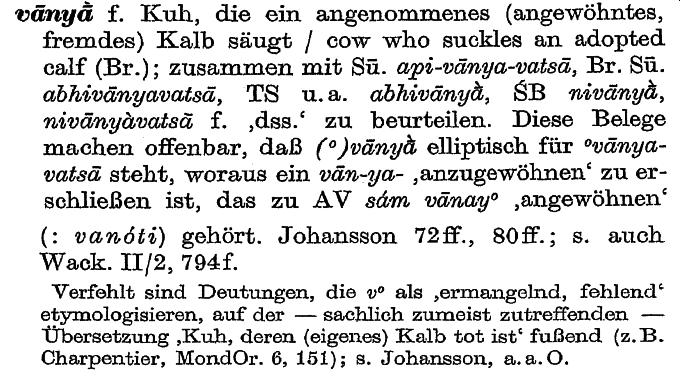 vānyā̀ f. Kuh, die ein angenommenes (angewöhntes,
fremdes) Kalb säugt / cow who suckles an adopted
calf (Br.); zusammen mit Sū. api-vānya-vatsā, Br. Sū.
abhivānyavatsā, TS u. a. abhivānyā̀, ŚB nivānyā̀,
nivānyàvatsā f. ‚dss.‘ zu beurteilen. Diese Belege
machen offenbar, daß (°)vānyā̀ elliptisch für °vānya-
vatsā steht, woraus ein vān-ya- ‚anzugewöhnen‘ zu er-
schließen ist, das zu AV sám vānay° ‚angewöhnen‘
(: vanóti) gehört. Johansson 72ff., 80ff.; s. auch
Wack. II/2, 794f.
Verfehlt sind Deutungen, die v° als ‚ermangelnd, fehlend‘
etymologisieren, auf der — sachlich zumeist zutreffenden —
Übersetzung ‚Kuh, deren (eigenes) Kalb tot ist‘ fußend (z. B.
Charpentier, MondOr. 6, 151); s. Johansson, a. a. O.